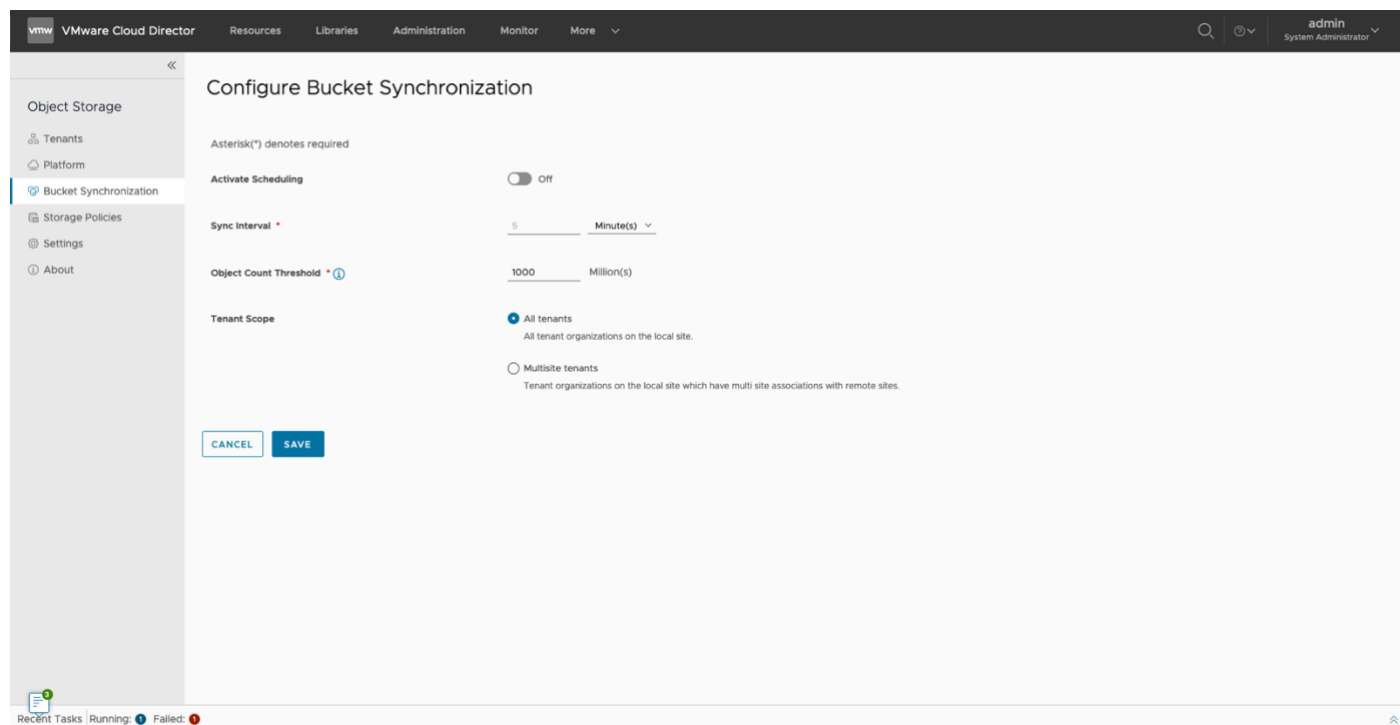 vmw VMware Cloud Director Resources Libraries Administration Monitor More admin
System Administrator
Object Storage
Tenants
Platform
Bucket Synchronization
Storage Policies
Settings
About
Configure Bucket Synchronization
Asterisk(*) denotes required
Activate Scheduling Off
Sync Interval * 5 Minute(s)
Object Count Threshold * 1000 Million(s)
Tenant Scope All tenants
All tenant organizations on the local site.
Multisite tenants
Tenant organizations on the local site which have multi site associations with remote sites.
CANCEL SAVE
3
Recent Tasks Running: 1 Failed: 1